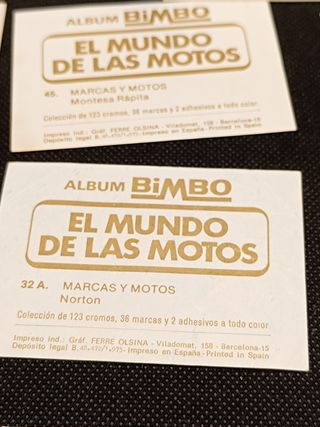 ALBUM BiMBO
EL MUNDO
DE LAS MOTOS
45. MARCAS Y MOTOS
Montesa Rápita
Colección de 123 cromos, 36 marcas y 2 adhesivos a todo color
Impreso ind.: Gráf. FERRE OLSINA - Viladomat, 158 - Barcelona-15
Depósito legal B. - Impreso en España - Printed in Spain
ALBUM BiMBO
EL MUNDO
DE LAS MOTOS
32 A. MARCAS Y MOTOS
Norton
Colección de 123 cromos, 36 marcas y 2 adhesivos a todo color
Impreso ind.: Gráf. FERRE OLSINA - Viladomat, 158 - Barcelona-15
Depósito legal B. - Impreso en España - Printed in Spain